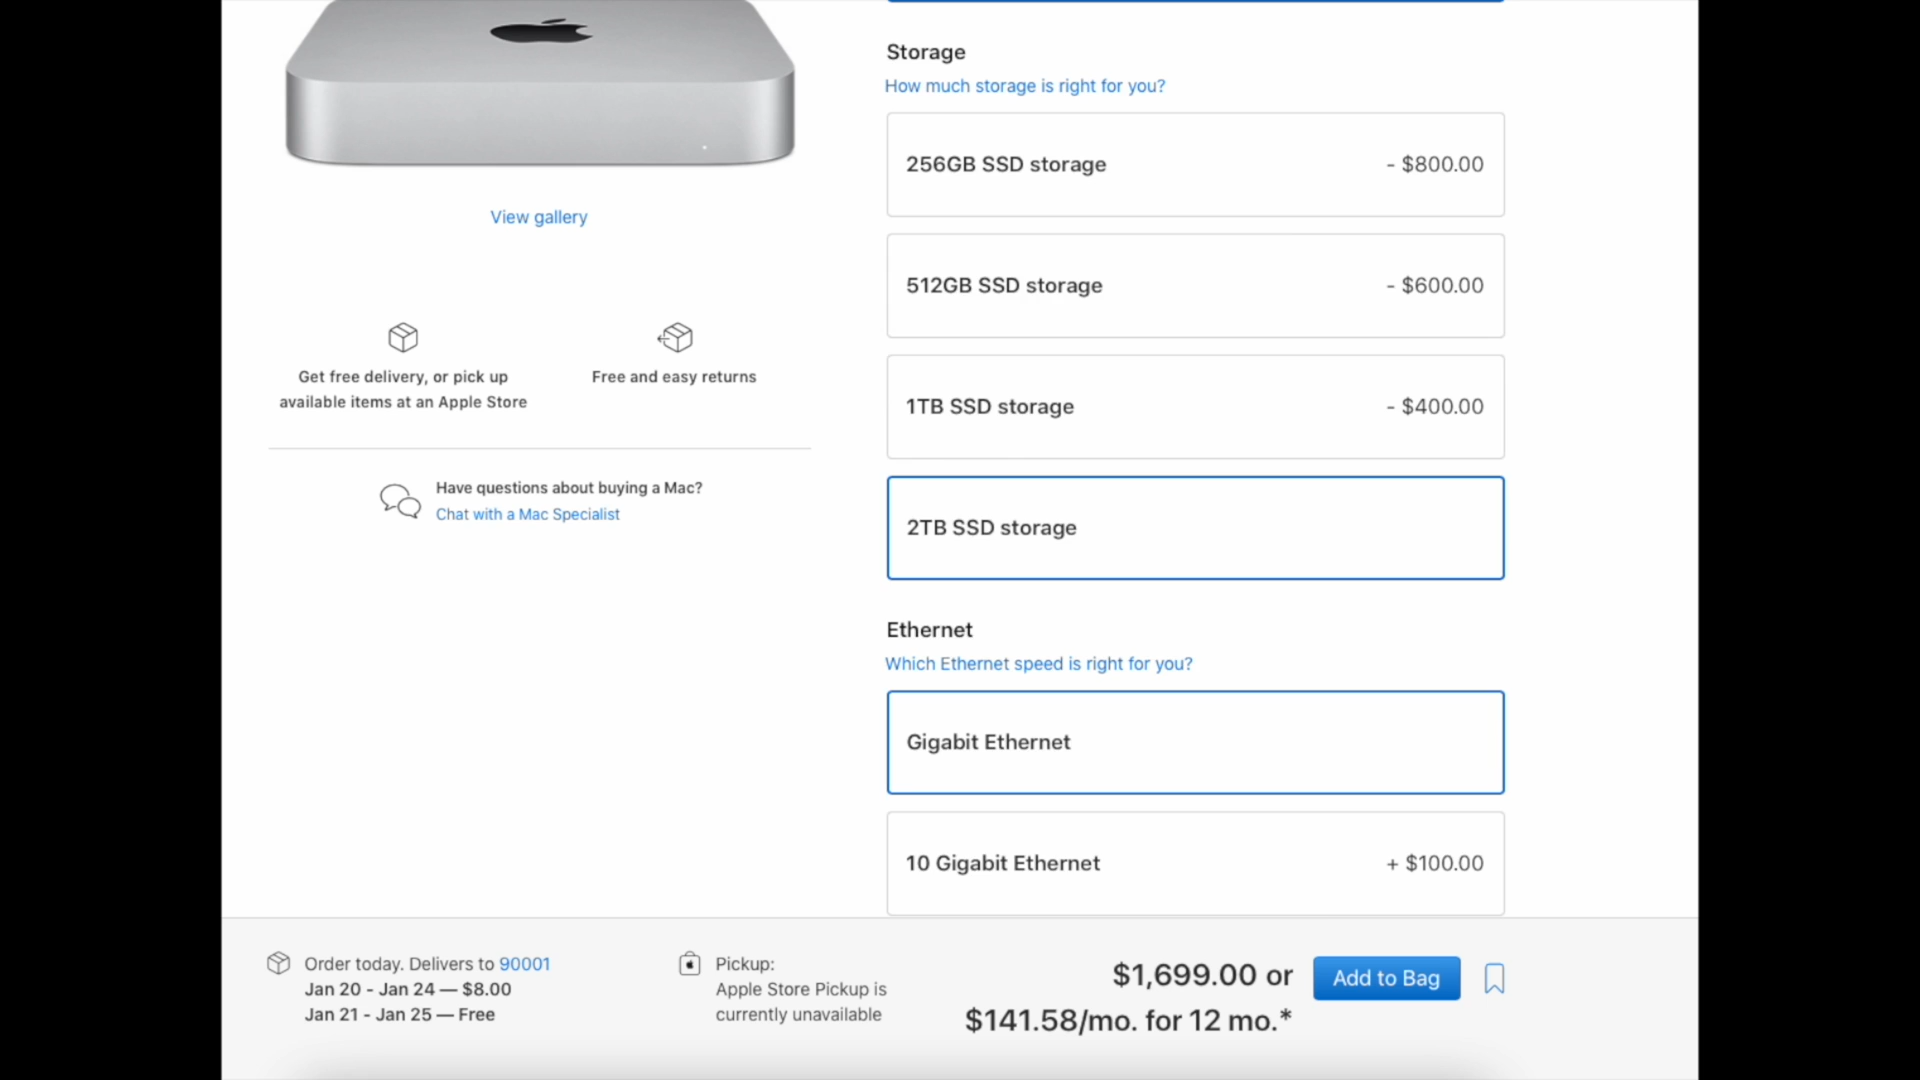 View gallery
Get free delivery, or pick up
available items at an Apple Store
Free and easy returns
Have questions about buying a Mac?
Chat with a Mac Specialist
Storage
How much storage is right for you?
256GB SSD storage - $800.00
512GB SSD storage - $600.00
1TB SSD storage - $400.00
2TB SSD storage
Ethernet
Which Ethernet speed is right for you?
Gigabit Ethernet
10 Gigabit Ethernet + $100.00
Order today. Delivers to 90001
Jan 20 - Jan 24 — $8.00
Jan 21 - Jan 25 — Free
Pickup:
Apple Store Pickup is
currently unavailable
$1,699.00 or
$141.58/mo. for 12 mo.*
Add to Bag